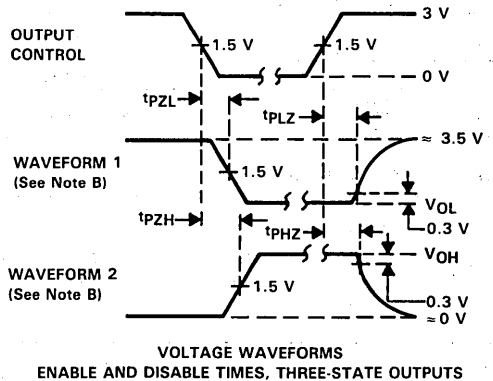 OUTPUT
CONTROL
3 V
1.5 V
1.5 V
0 V
tPZL
tPLZ
≈ 3.5 V
WAVEFORM 1
(See Note B)
1.5 V
VOL
0.3 V
tPZH
tPHZ
VOH
WAVEFORM 2
(See Note B)
1.5 V
0.3 V
≈ 0 V
VOLTAGE WAVEFORMS
ENABLE AND DISABLE TIMES, THREE-STATE OUTPUTS